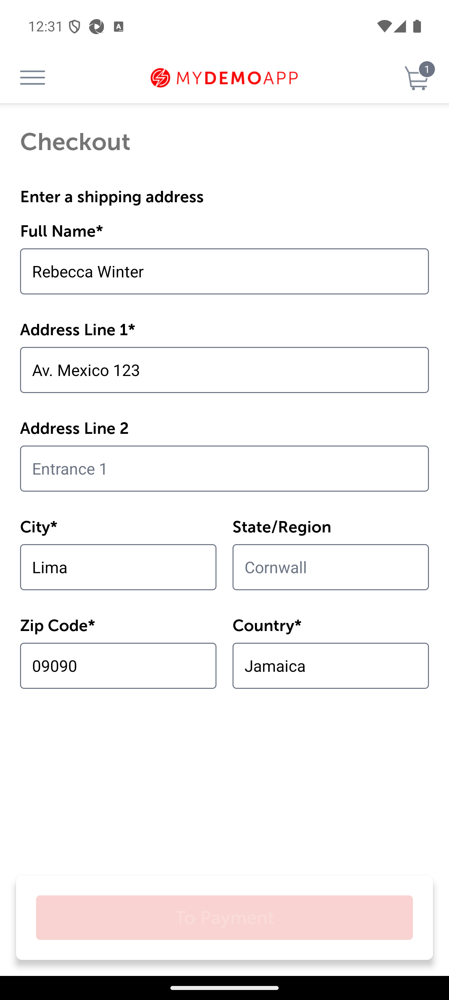 12:31
MYDEMOAPP
1
Checkout
Enter a shipping address
Full Name*
Rebecca Winter
Address Line 1*
Av. Mexico 123
Address Line 2
Entrance 1
City*
State/Region
Lima
Cornwall
Zip Code*
Country*
09090
Jamaica
To Payment